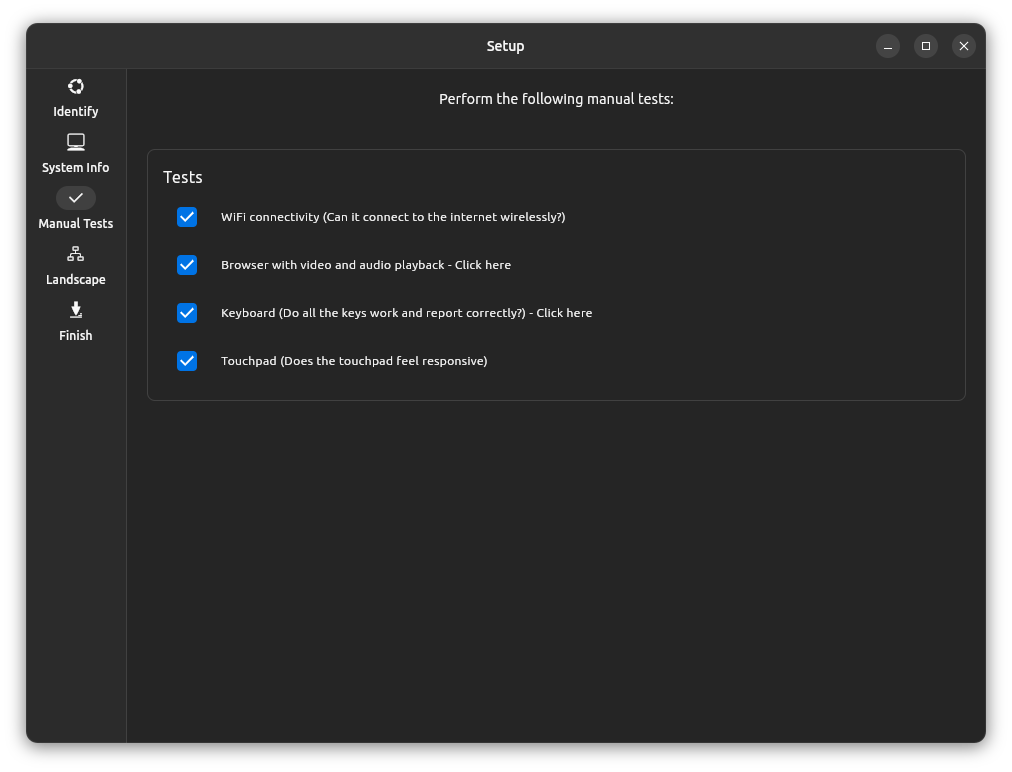 Setup
Identify
System Info
Manual Tests
Landscape
Finish
Perform the following manual tests:
Tests
WiFi connectivity (Can it connect to the internet wirelessly?)
Browser with video and audio playback - Click here
Keyboard (Do all the keys work and report correctly?) - Click here
Touchpad (Does the touchpad feel responsive)